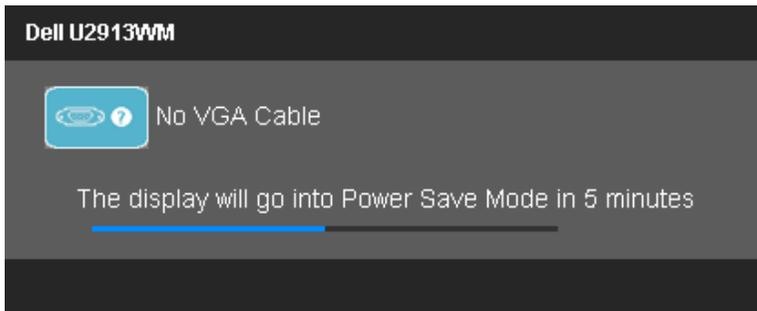 Dell U2913WM
? No VGA Cable
The display will go into Power Save Mode in 5 minutes